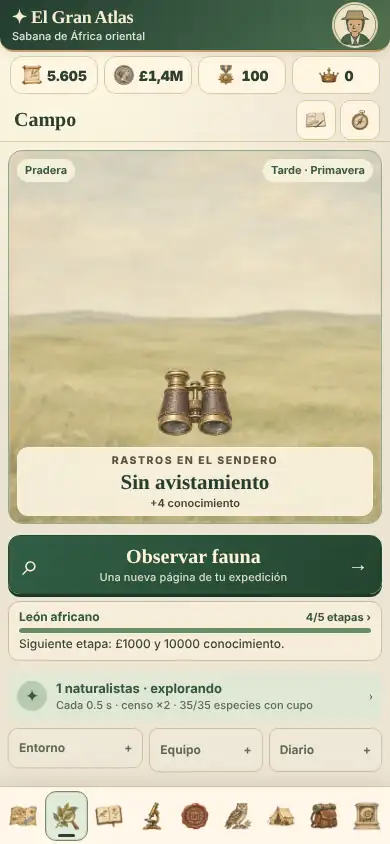 ✦ El Gran Atlas
Sabana de África oriental
5.605
£1,4M
100
0
Campo
Pradera
Tarde · Primavera
RASTROS EN EL SENDERO
Sin avistamiento
+4 conocimiento
Observar fauna
Una nueva página de tu expedición
→
León africano
4/5 etapas ›
Siguiente etapa: £1000 y 10000 conocimiento.
1 naturalistas · explorando
Cada 0.5 s · censo ×2 · 35/35 especies con cupo
›
Entorno +
Equipo +
Diario +